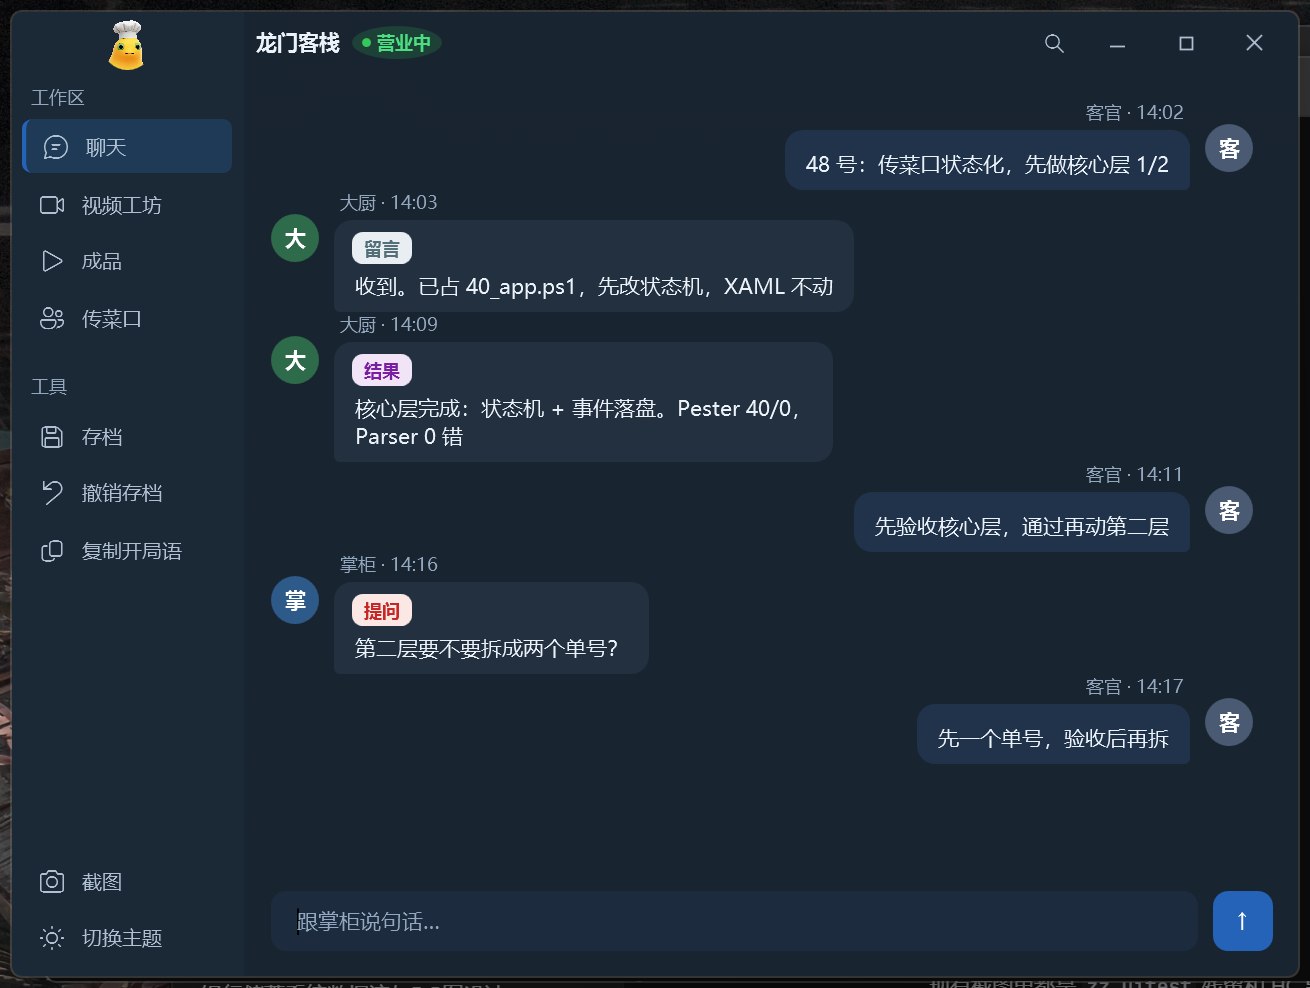 龙门客栈
营业中
工作区
聊天
视频工坊
成品
传菜口
工具
存档
撤销存档
复制开局语
截图
切换主题
客官 · 14:02
48 号：传菜口状态化，先做核心层 1/2
客
大厨 · 14:03
大
留言
收到。已占 40_app.ps1，先改状态机，XAML 不动
大厨 · 14:09
大
结果
核心层完成：状态机 + 事件落盘。Pester 40/0，
Parser 0 错
客官 · 14:11
先验收核心层，通过再动第二层
客
掌柜 · 14:16
掌
提问
第二层要不要拆成两个单号？
客官 · 14:17
先一个单号，验收后再拆
客
跟掌柜说句话...